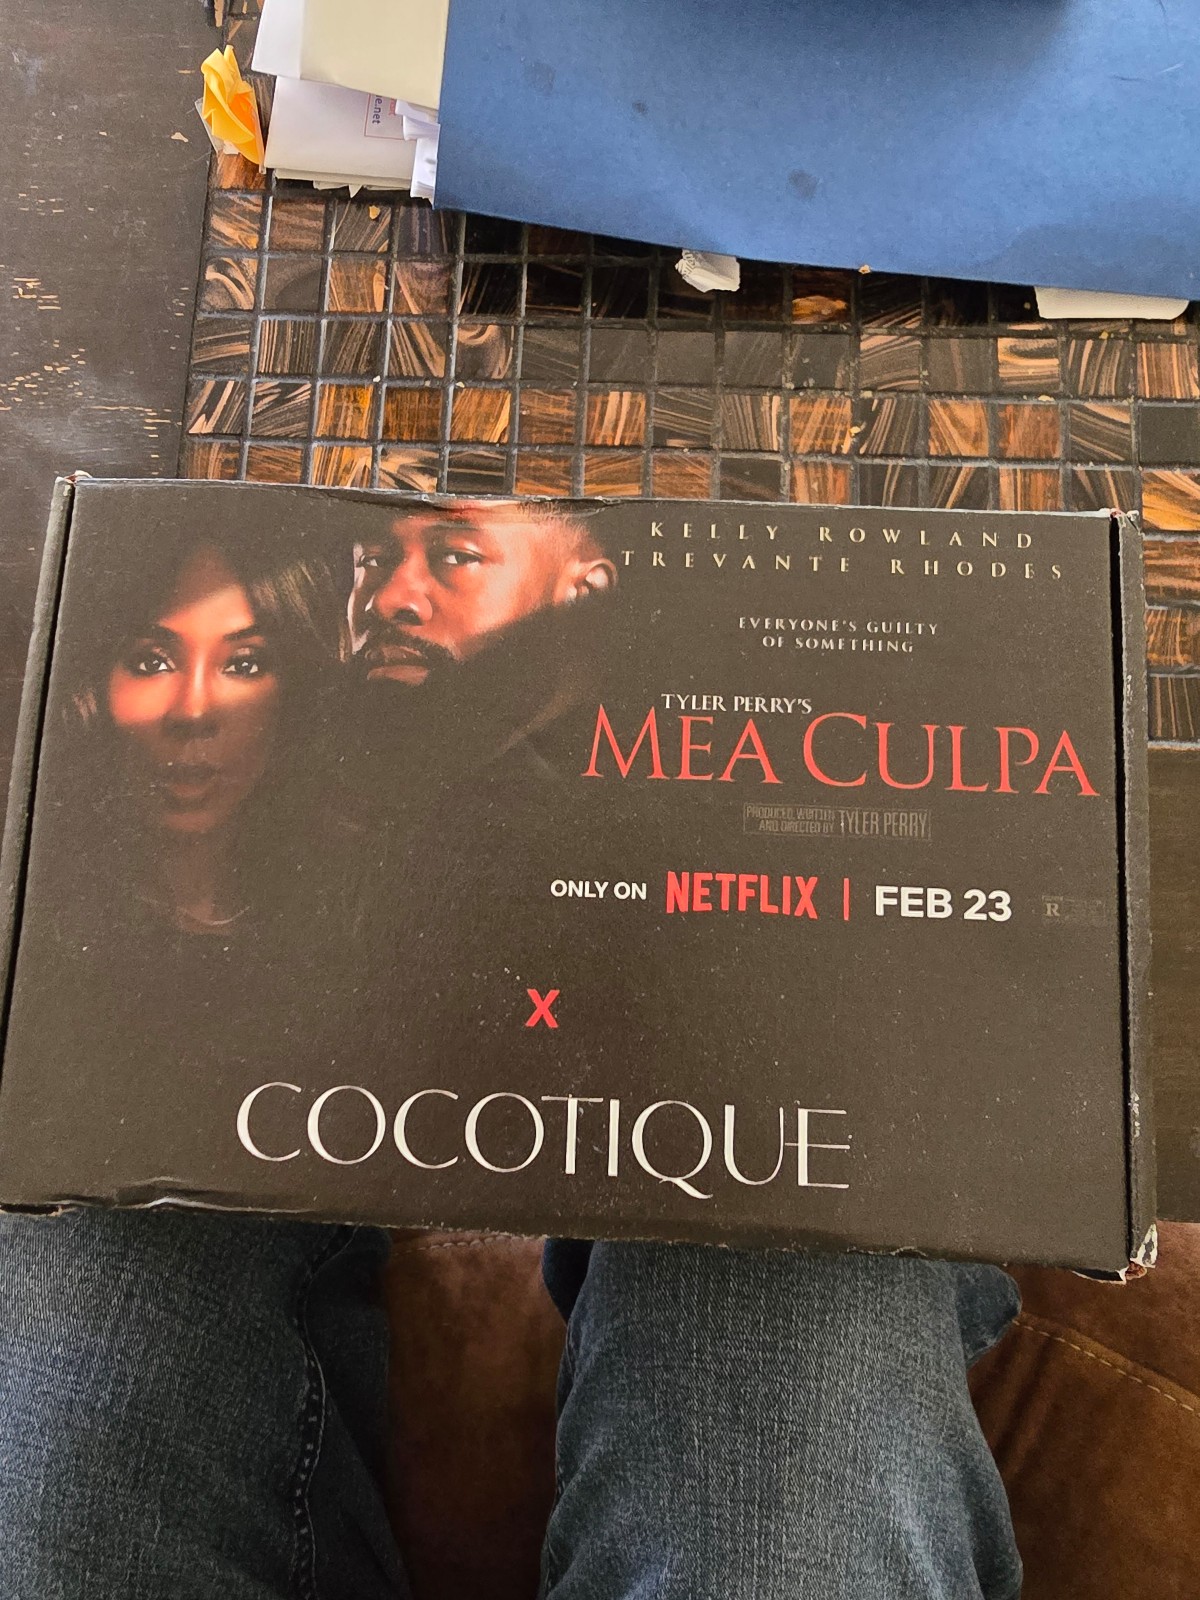 e.net
KELLY ROWLAND
TREVANTE RHODES
EVERYONE'S GUILTY
OF SOMETHING
TYLER PERRY'S
MEA CULPA
PRODUCED, WRITTEN
AND DIRECTED BY TYLER PERRY
ONLY ON NETFLIX | FEB 23 R
X
COCOTIQUE